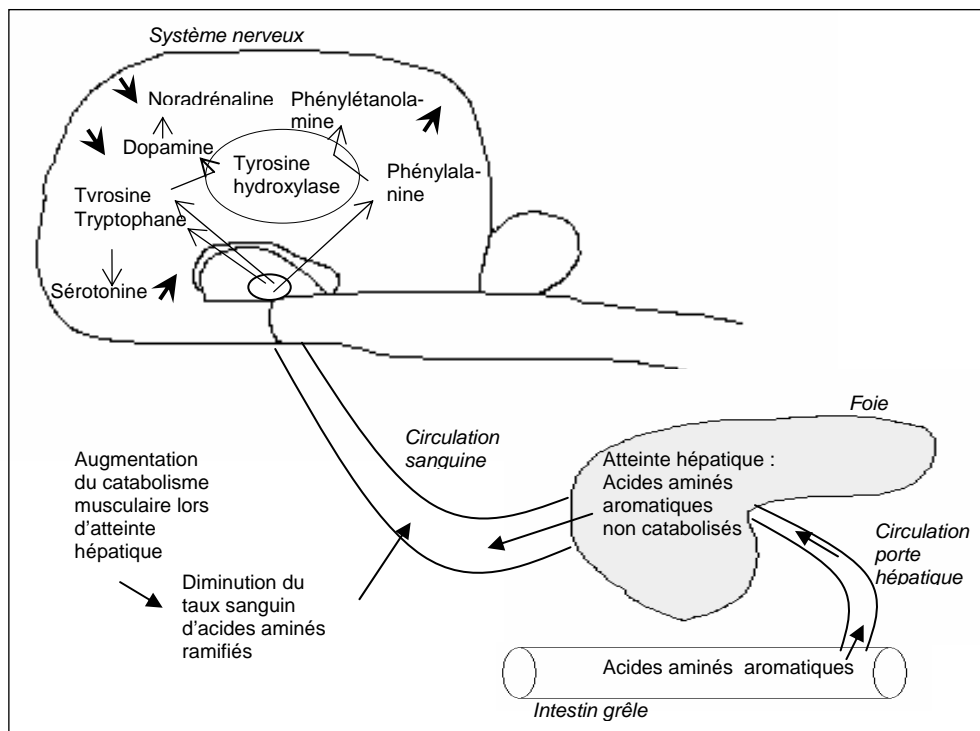 Système nerveux
Noradrénaline
Phénylétanola-
mine
Dopamine
Tyrosine
hydroxylase
Phénylala-
nine
Tvrosine
Tryptophane
Sérotonine
Foie
Circulation
sanguine
Atteinte hépatique :
Acides aminés
aromatiques
non catabolisés
Augmentation
du catabolisme
musculaire lors
d’atteinte
hépatique
Circulation
porte
hépatique
Diminution du
taux sanguin
d’acides aminés
ramifiés
Acides aminés aromatiques
Intestin grêle